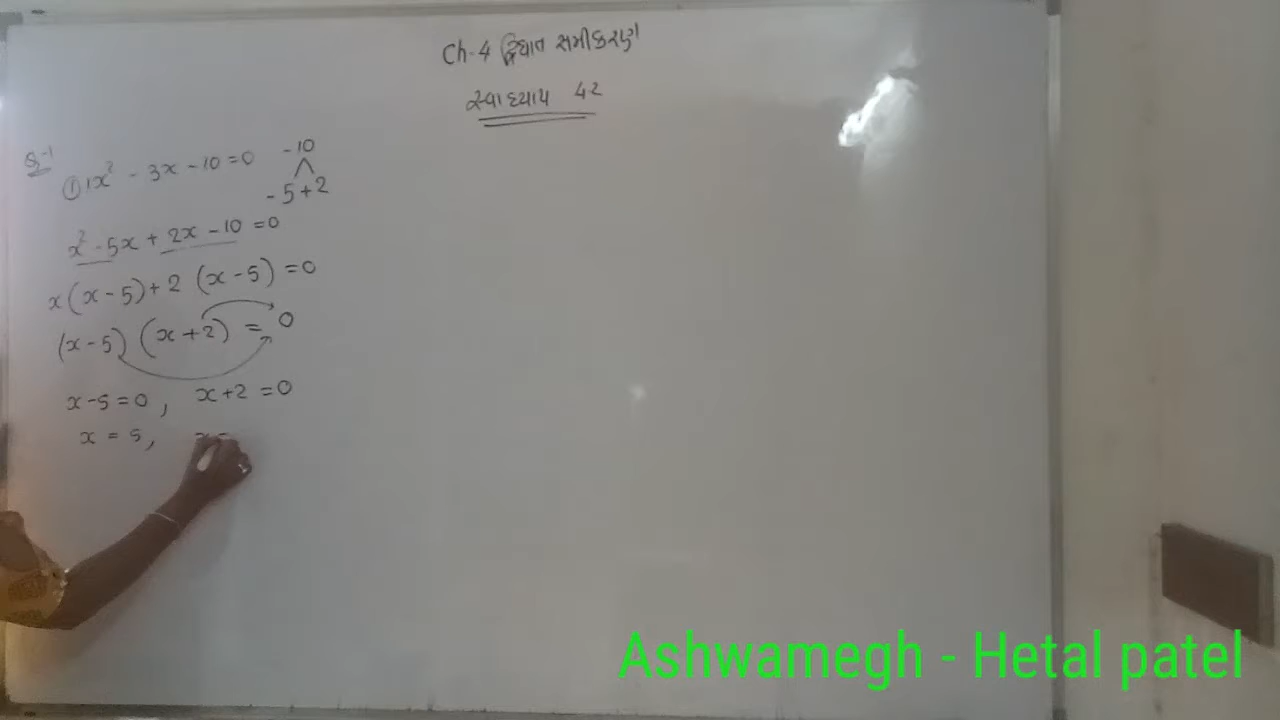 Ch-4 દ્વિઘાત સમીકરણ
સ્વાધ્યાય 4.2
Q-1
① 1x² - 3x - 10 = 0
-10
- 5 + 2
x² - 5x + 2x - 10 = 0
x(x - 5) + 2 (x - 5) = 0
(x - 5) (x + 2) = 0
x - 5 = 0 , x + 2 = 0
x = 5 ,
Ashwamegh - Hetal patel